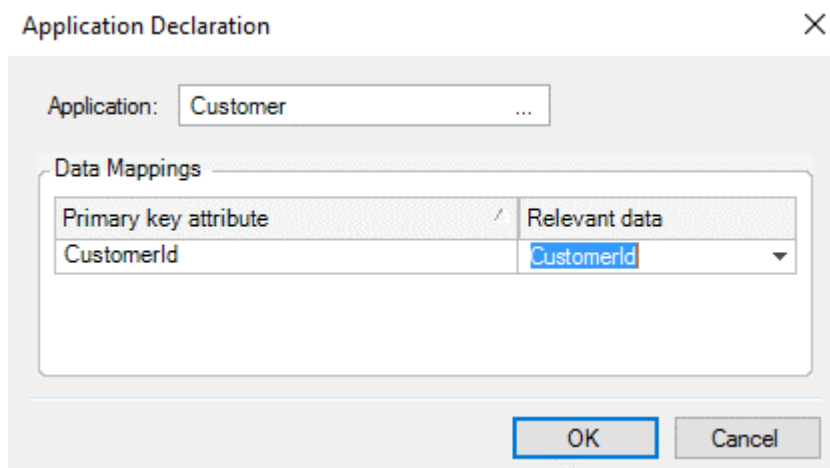 Application Declaration
Application: Customer ...
Data Mappings
Primary key attribute Relevant data
CustomerId CustomerId
OK Cancel